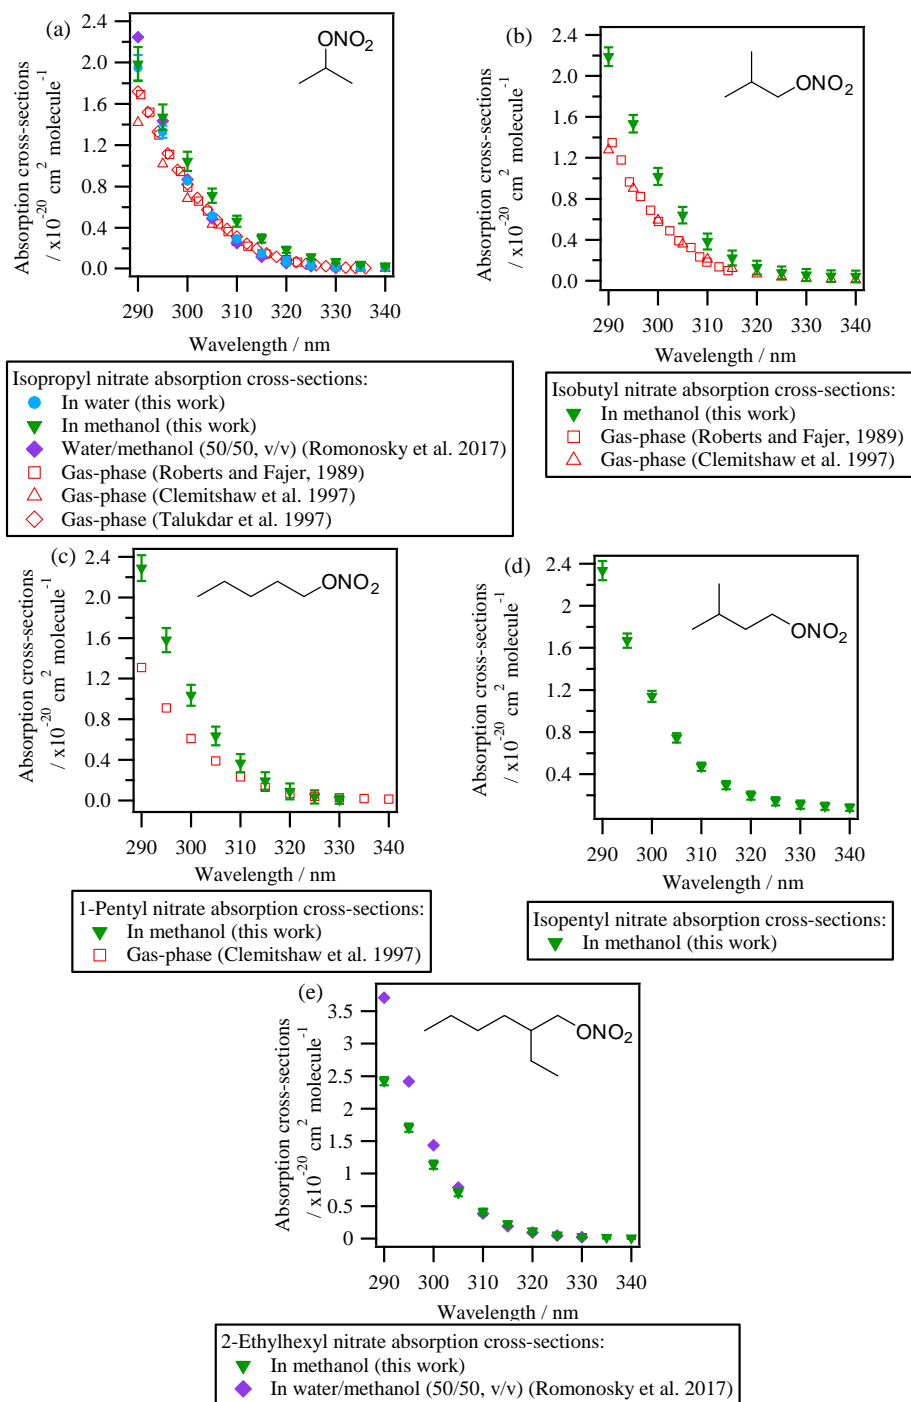 (a)
ONO2
Absorption cross-sections
/ x10^-20 cm^2 molecule^-1
2.4
2.0
1.6
1.2
0.8
0.4
0.0
290 300 310 320 330 340
Wavelength / nm
Isopropyl nitrate absorption cross-sections:
In water (this work)
In methanol (this work)
Water/methanol (50/50, v/v) (Romonosky et al. 2017)
Gas-phase (Roberts and Fajer, 1989)
Gas-phase (Clemitshaw et al. 1997)
Gas-phase (Talukdar et al. 1997)
(b)
ONO2
Absorption cross-sections
/ x10^-20 cm^2 molecule^-1
2.4
2.0
1.6
1.2
0.8
0.4
0.0
290 300 310 320 330 340
Wavelength / nm
Isobutyl nitrate absorption cross-sections:
In methanol (this work)
Gas-phase (Roberts and Fajer, 1989)
Gas-phase (Clemitshaw et al. 1997)
(c)
ONO2
Absorption cross-sections
/ x10^-20 cm^2 molecule^-1
2.4
2.0
1.6
1.2
0.8
0.4
0.0
290 300 310 320 330 340
Wavelength / nm
1-Pentyl nitrate absorption cross-sections:
In methanol (this work)
Gas-phase (Clemitshaw et al. 1997)
(d)
ONO2
Absorption cross-sections
/ x10^-20 cm^2 molecule^-1
2.4
2
1.6
1.2
0.8
0.4
290 300 310 320 330 340
Wavelength / nm
Isopentyl nitrate absorption cross-sections:
In methanol (this work)
(e)
ONO2
Absorption cross-sections
/ x10^-20 cm^2 molecule^-1
3.5
3
2.5
2
1.5
1
0.5
0
290 300 310 320 330 340
Wavelength / nm
2-Ethylhexyl nitrate absorption cross-sections:
In methanol (this work)
In water/methanol (50/50, v/v) (Romonosky et al. 2017)